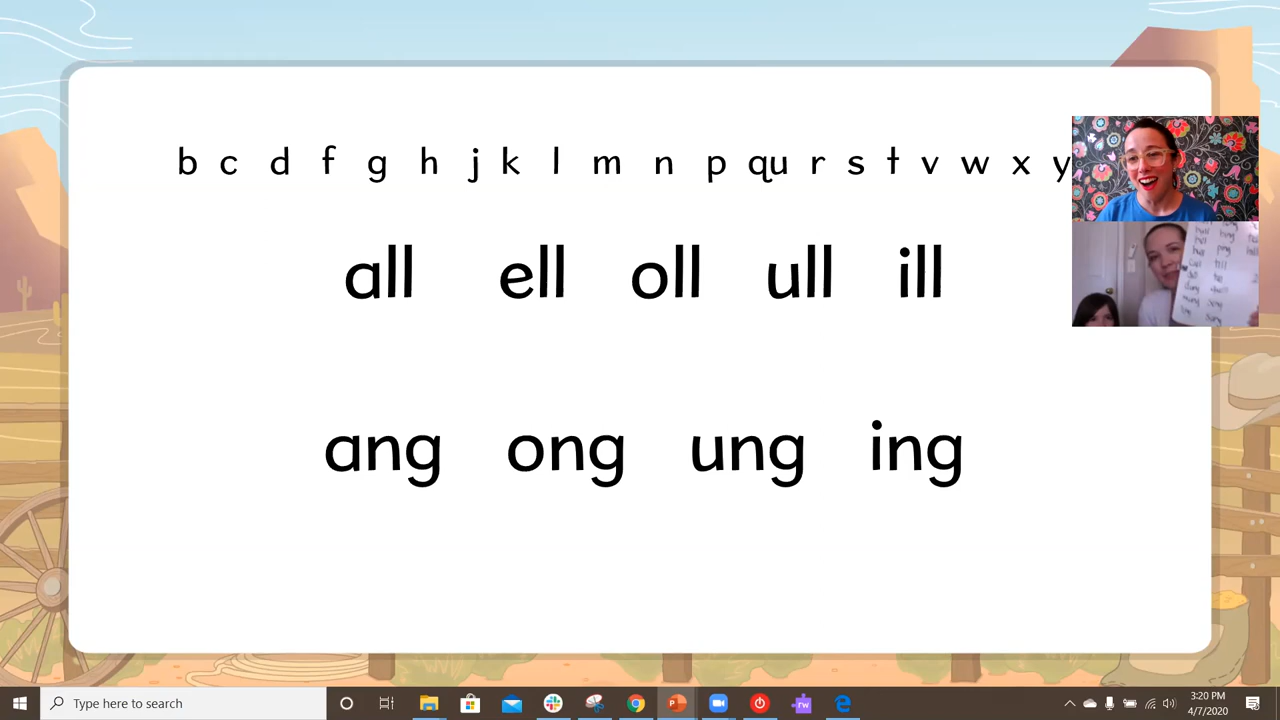 b c d f g h j k l m n p qu r s t v w x y
all ell oll ull ill
ang ong ung ing
Type here to search
3:20 PM
4/7/2020